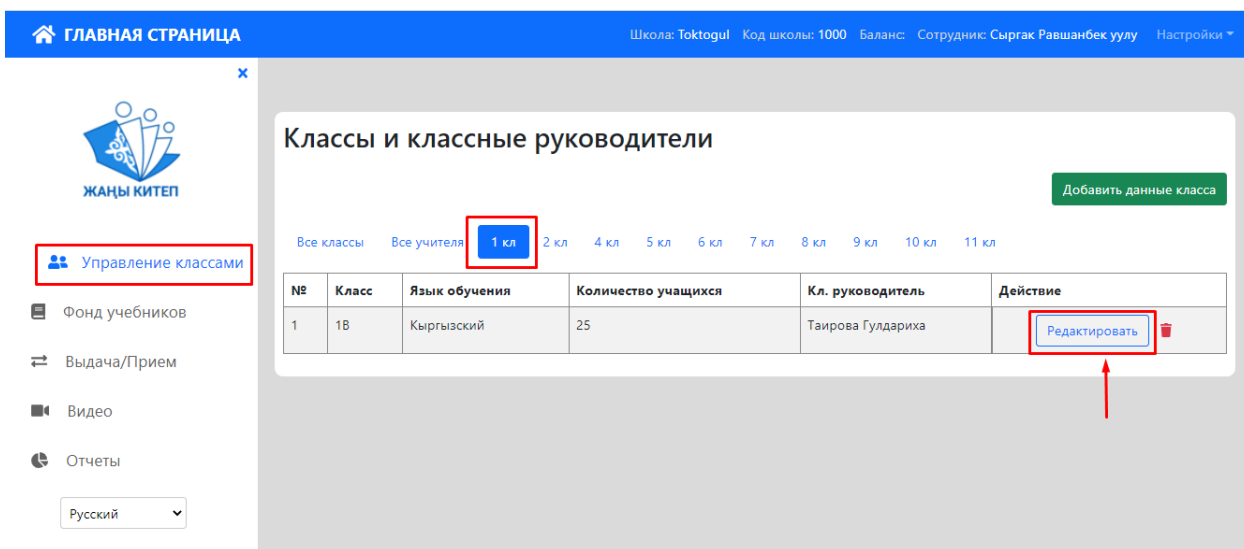 ГЛАВНАЯ СТРАНИЦА
Школа: Toktogul Код школы: 1000 Баланс: Сотрудник: Сыргак Равшанбек уулу Настройки
×
ЖАҢЫ КИТЕП
Управление классами
Фонд учебников
Выдача/Прием
Видео
Отчеты
Русский
Классы и классные руководители
Добавить данные класса
Все классы Все учителя 1 кл 2 кл 4 кл 5 кл 6 кл 7 кл 8 кл 9 кл 10 кл 11 кл
№ Класс Язык обучения Количество учащихся Кл. руководитель Действие
1 1В Кыргызский 25 Таирова Гулдариха Редактировать